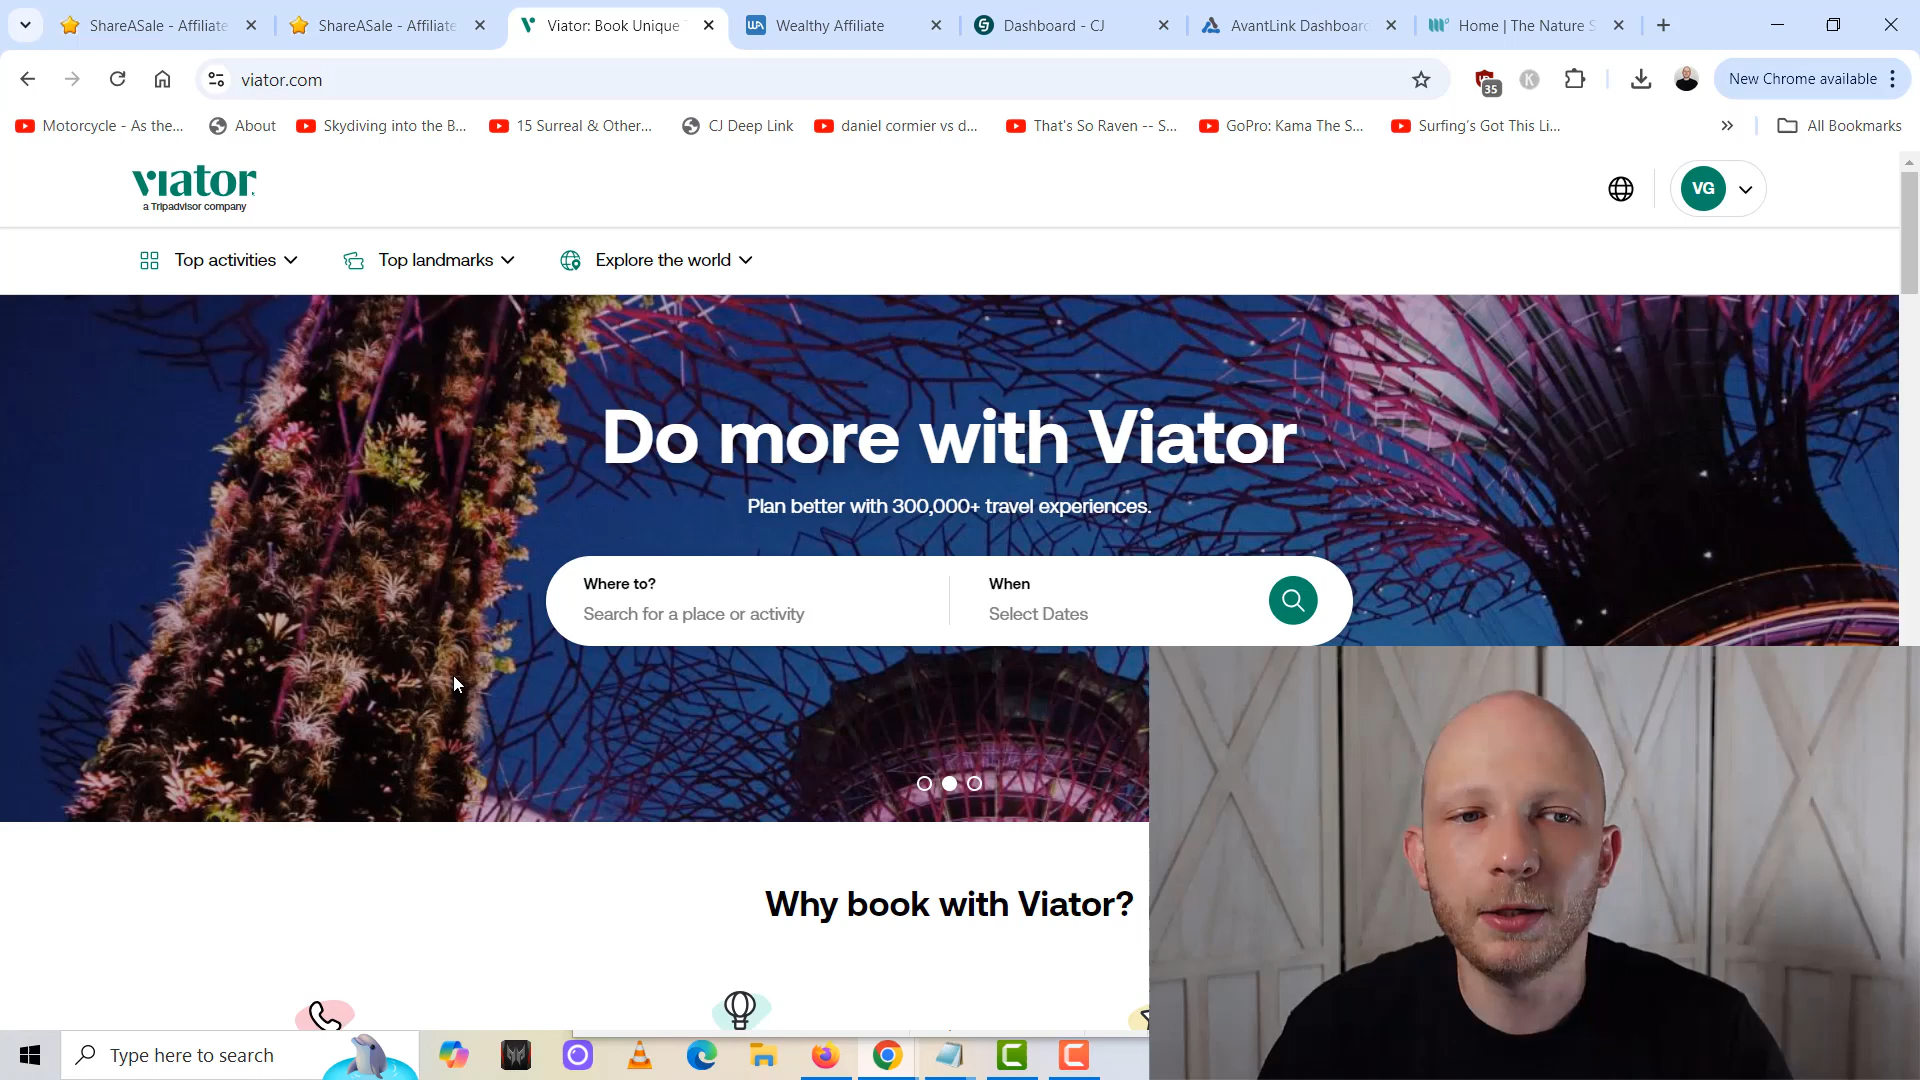 ShareASale - Affiliate
ShareASale - Affiliate
Viator: Book Unique
Wealthy Affiliate
Dashboard - CJ
AvantLink Dashboard
Home | The Nature S
viator.com
35
K
New Chrome available
Motorcycle - As the...
About
Skydiving into the B...
15 Surreal & Other...
CJ Deep Link
daniel cormier vs d...
That's So Raven -- S...
GoPro: Kama The S...
Surfing's Got This Li...
All Bookmarks
viator
a Tripadvisor company
VG
Top activities
Top landmarks
Explore the world
Do more with Viator
Plan better with 300,000+ travel experiences.
Where to?
Search for a place or activity
When
Select Dates
Why book with Viator?
Type here to search